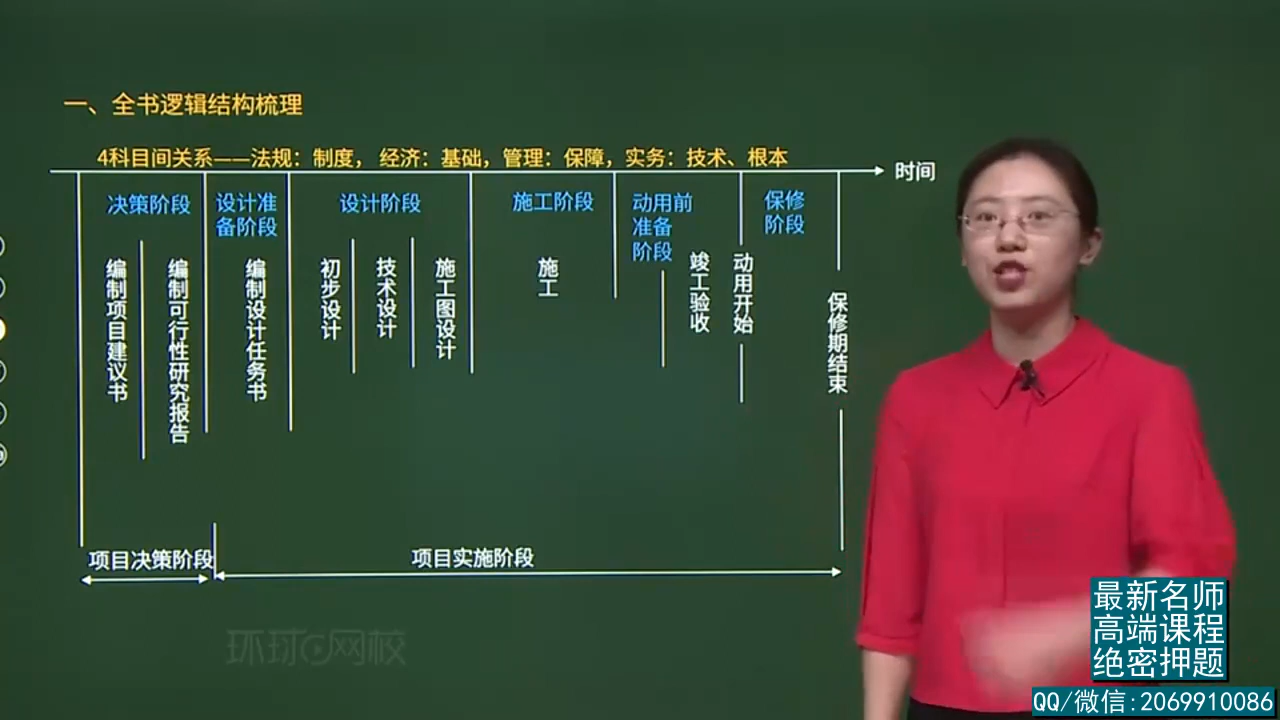 一、全书逻辑结构梳理
4科目间关系——法规：制度， 经济：基础，管理：保障，实务：技术、根本
时间
决策阶段
设计准
备阶段
设计阶段
施工阶段
动用前
准备
阶段
保修
阶段
编制项目建议书
编制可行性研究报告
编制设计任务书
初步设计
技术设计
施工图设计
施工
竣工验收
动用开始
保修期结束
项目决策阶段
项目实施阶段
环球e网校
最新名师
高端课程
绝密押题
QQ/微信:2069910086